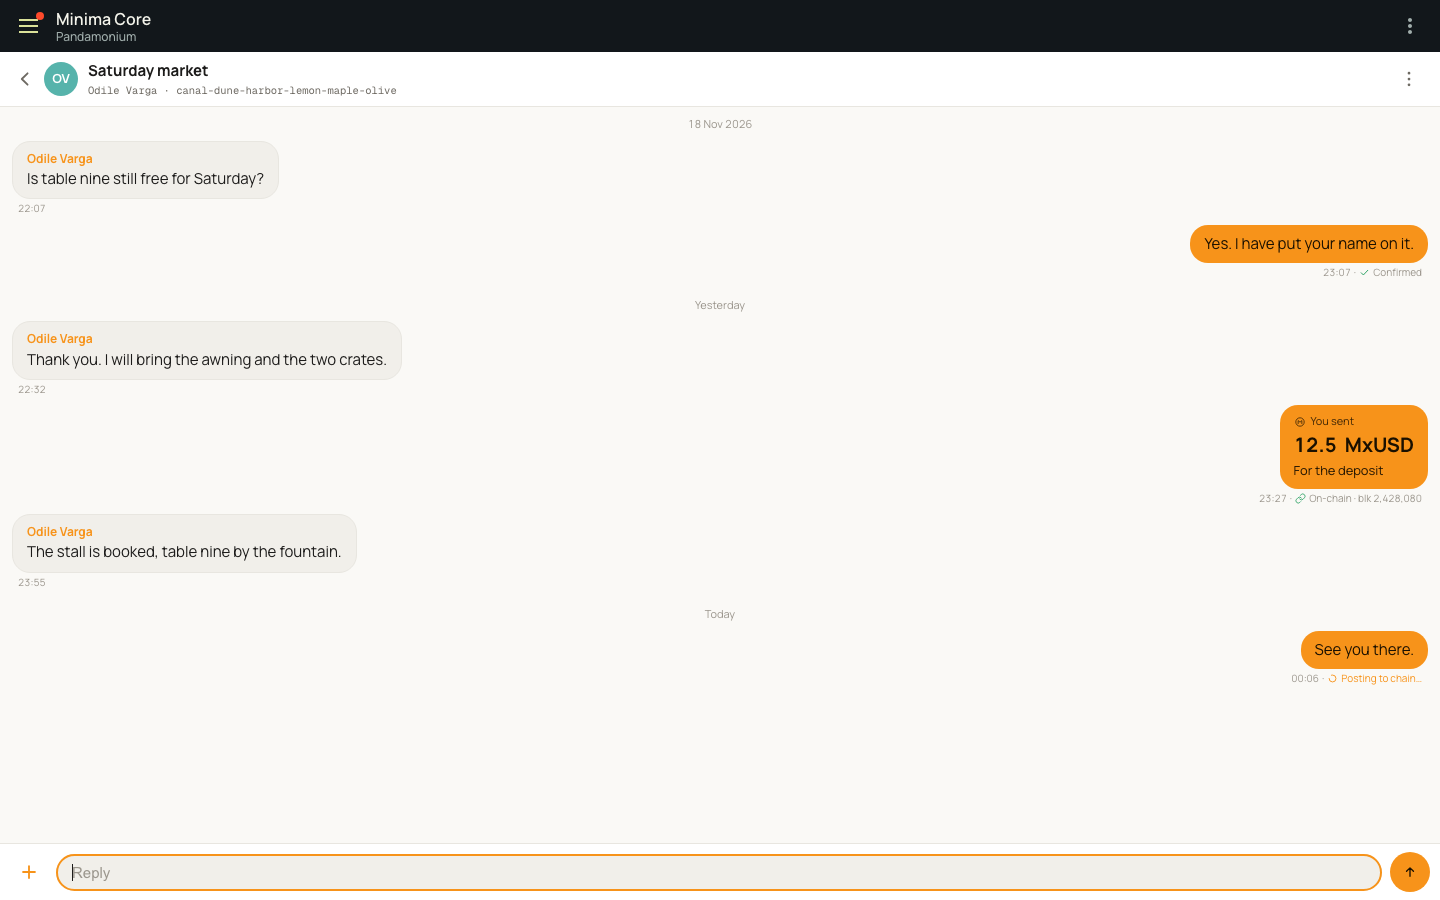 Minima Core
Pandamonium
OV
Saturday market
Odile Varga · canal-dune-harbor-lemon-maple-olive
18 Nov 2026
Odile Varga
Is table nine still free for Saturday?
22:07
Yes. I have put your name on it.
23:07 · ✓ Confirmed
Yesterday
Odile Varga
Thank you. I will bring the awning and the two crates.
22:32
You sent
12.5 MxUSD
For the deposit
23:27 · On-chain · blk 2,428,080
Odile Varga
The stall is booked, table nine by the fountain.
23:55
Today
See you there.
00:06 · Posting to chain…
Reply